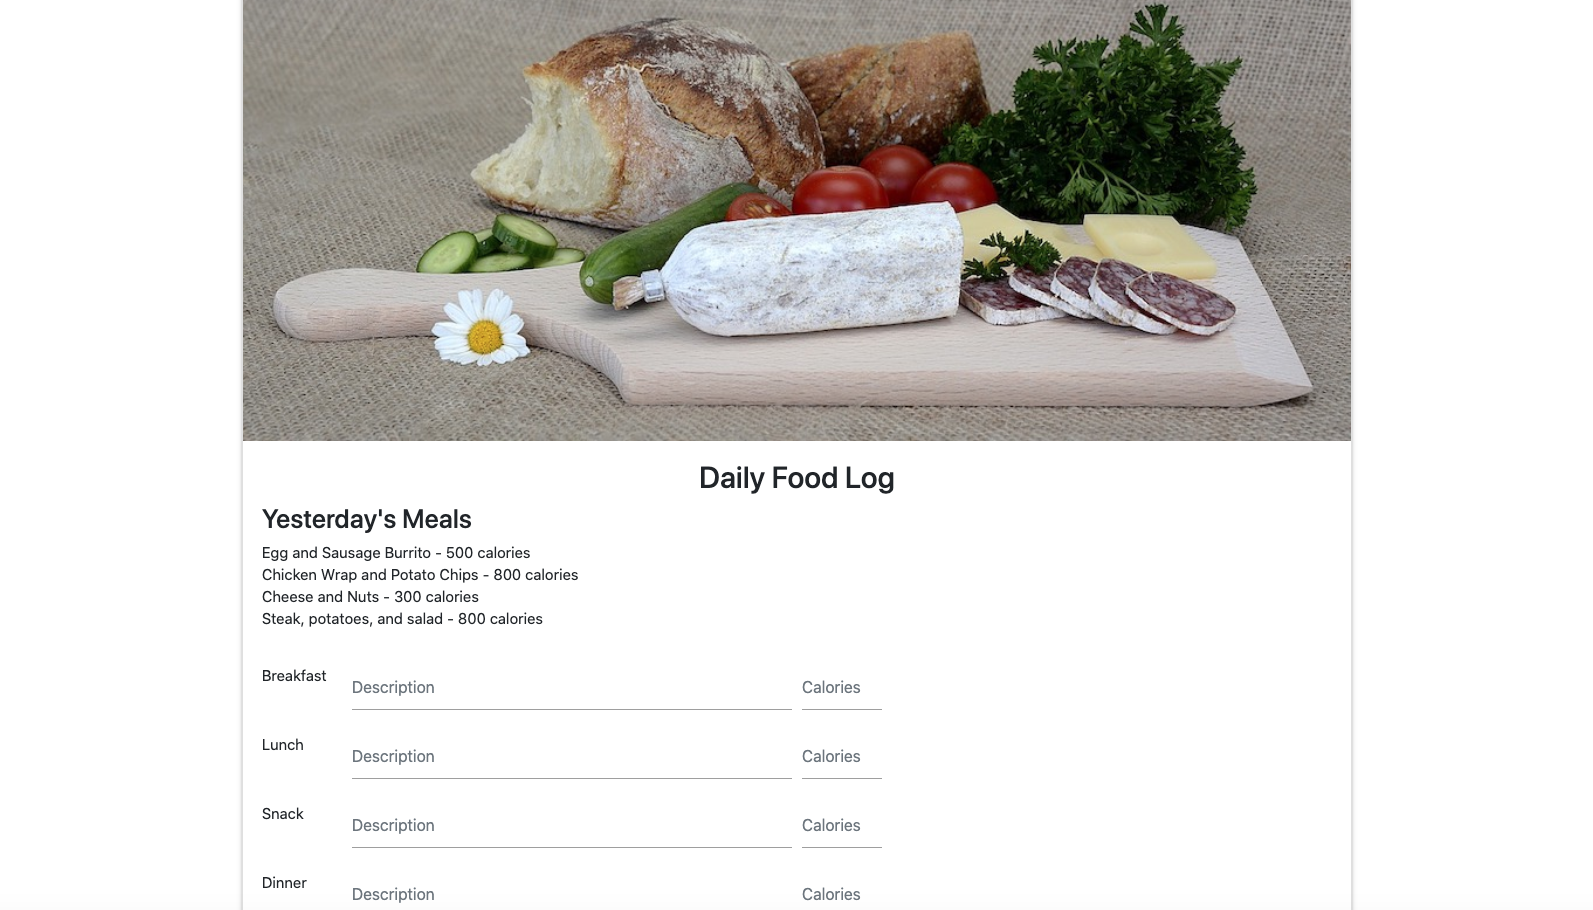 Daily Food Log
Yesterday's Meals
Egg and Sausage Burrito - 500 calories
Chicken Wrap and Potato Chips - 800 calories
Cheese and Nuts - 300 calories
Steak, potatoes, and salad - 800 calories
Breakfast Description Calories
Lunch Description Calories
Snack Description Calories
Dinner Description Calories